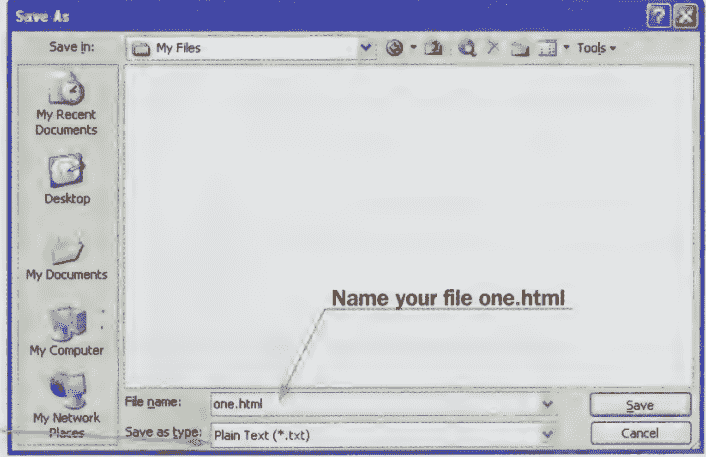 Save As
Save in:
My Files
Tools
My Recent
Documents
Desktop
My Documents
Name your file one.html
My Computer
My Network
Places
File name:
one.html
Save
Save as type:
Plain Text (*.txt)
Cancel